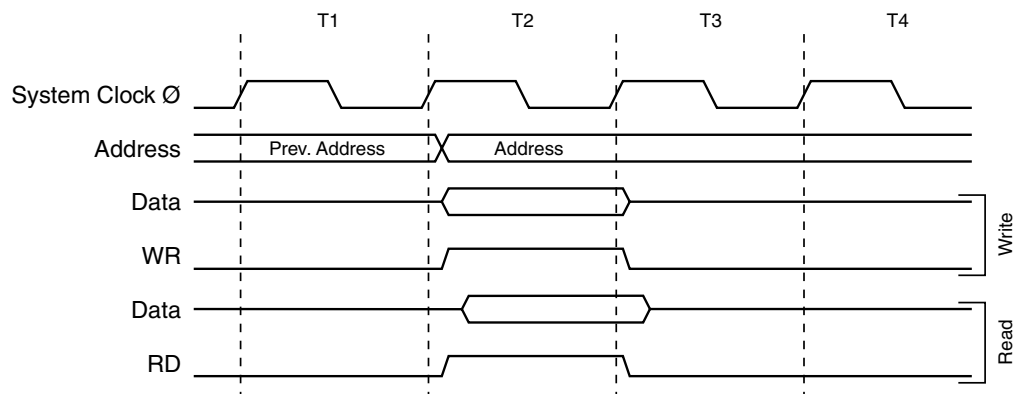 T1 T2 T3 T4
System Clock Ø
Address Prev. Address Address
Data
WR
Write
Data
RD
Read